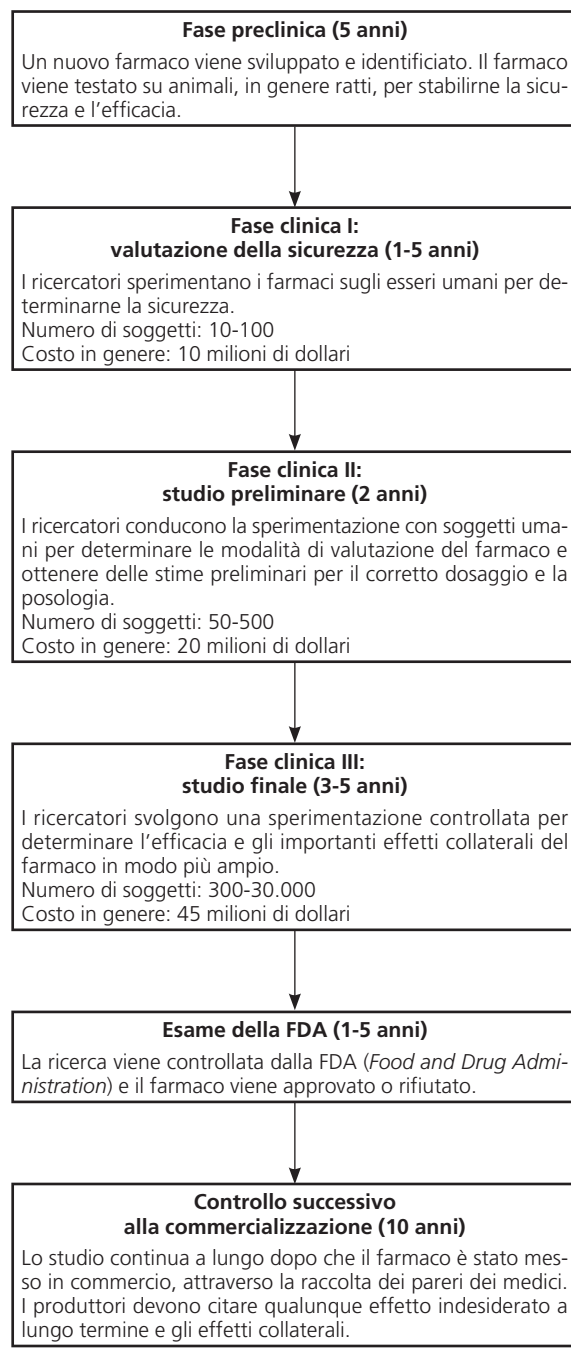 Fase preclinica (5 anni)
Un nuovo farmaco viene sviluppato e identificato. Il farmaco
viene testato su animali, in genere ratti, per stabilirne la sicu-
rezza e l'efficacia.
Fase clinica I:
valutazione della sicurezza (1-5 anni)
I ricercatori sperimentano i farmaci sugli esseri umani per de-
terminarne la sicurezza.
Numero di soggetti: 10-100
Costo in genere: 10 milioni di dollari
Fase clinica II:
studio preliminare (2 anni)
I ricercatori conducono la sperimentazione con soggetti uma-
ni per determinare le modalità di valutazione del farmaco e
ottenere delle stime preliminari per il corretto dosaggio e la
posologia.
Numero di soggetti: 50-500
Costo in genere: 20 milioni di dollari
Fase clinica III:
studio finale (3-5 anni)
I ricercatori svolgono una sperimentazione controllata per
determinare l'efficacia e gli importanti effetti collaterali del
farmaco in modo più ampio.
Numero di soggetti: 300-30.000
Costo in genere: 45 milioni di dollari
Esame della FDA (1-5 anni)
La ricerca viene controllata dalla FDA (Food and Drug Admi-
nistration) e il farmaco viene approvato o rifiutato.
Controllo successivo
alla commercializzazione (10 anni)
Lo studio continua a lungo dopo che il farmaco è stato mes-
so in commercio, attraverso la raccolta dei pareri dei medici.
I produttori devono citare qualunque effetto indesiderato a
lungo termine e gli effetti collaterali.